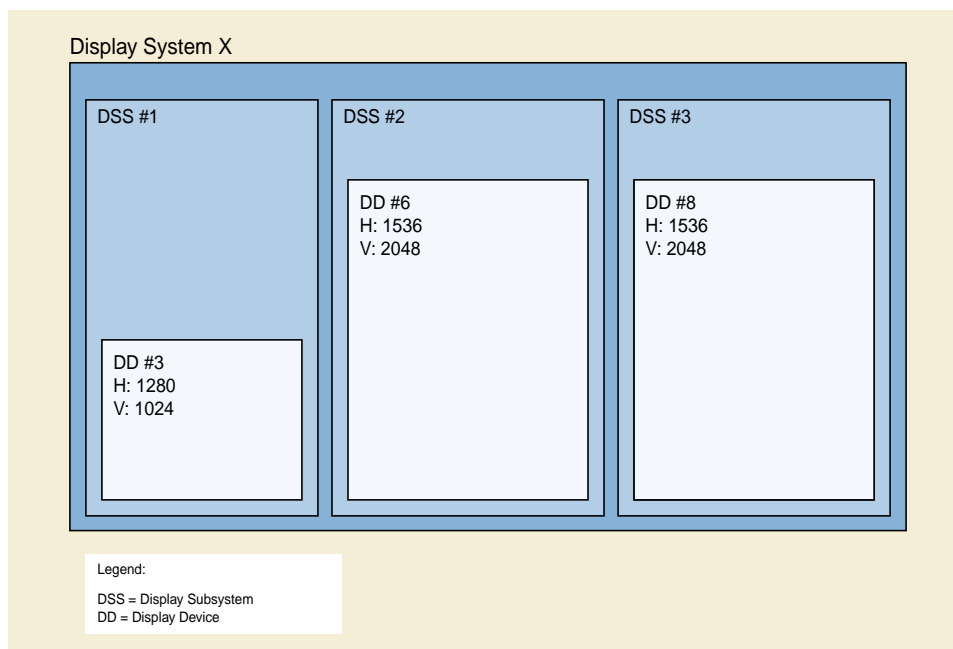 Display System X
DSS #1
DSS #2
DSS #3
DD #6
H: 1536
V: 2048
DD #8
H: 1536
V: 2048
DD #3
H: 1280
V: 1024
Legend:
DSS = Display Subsystem
DD = Display Device